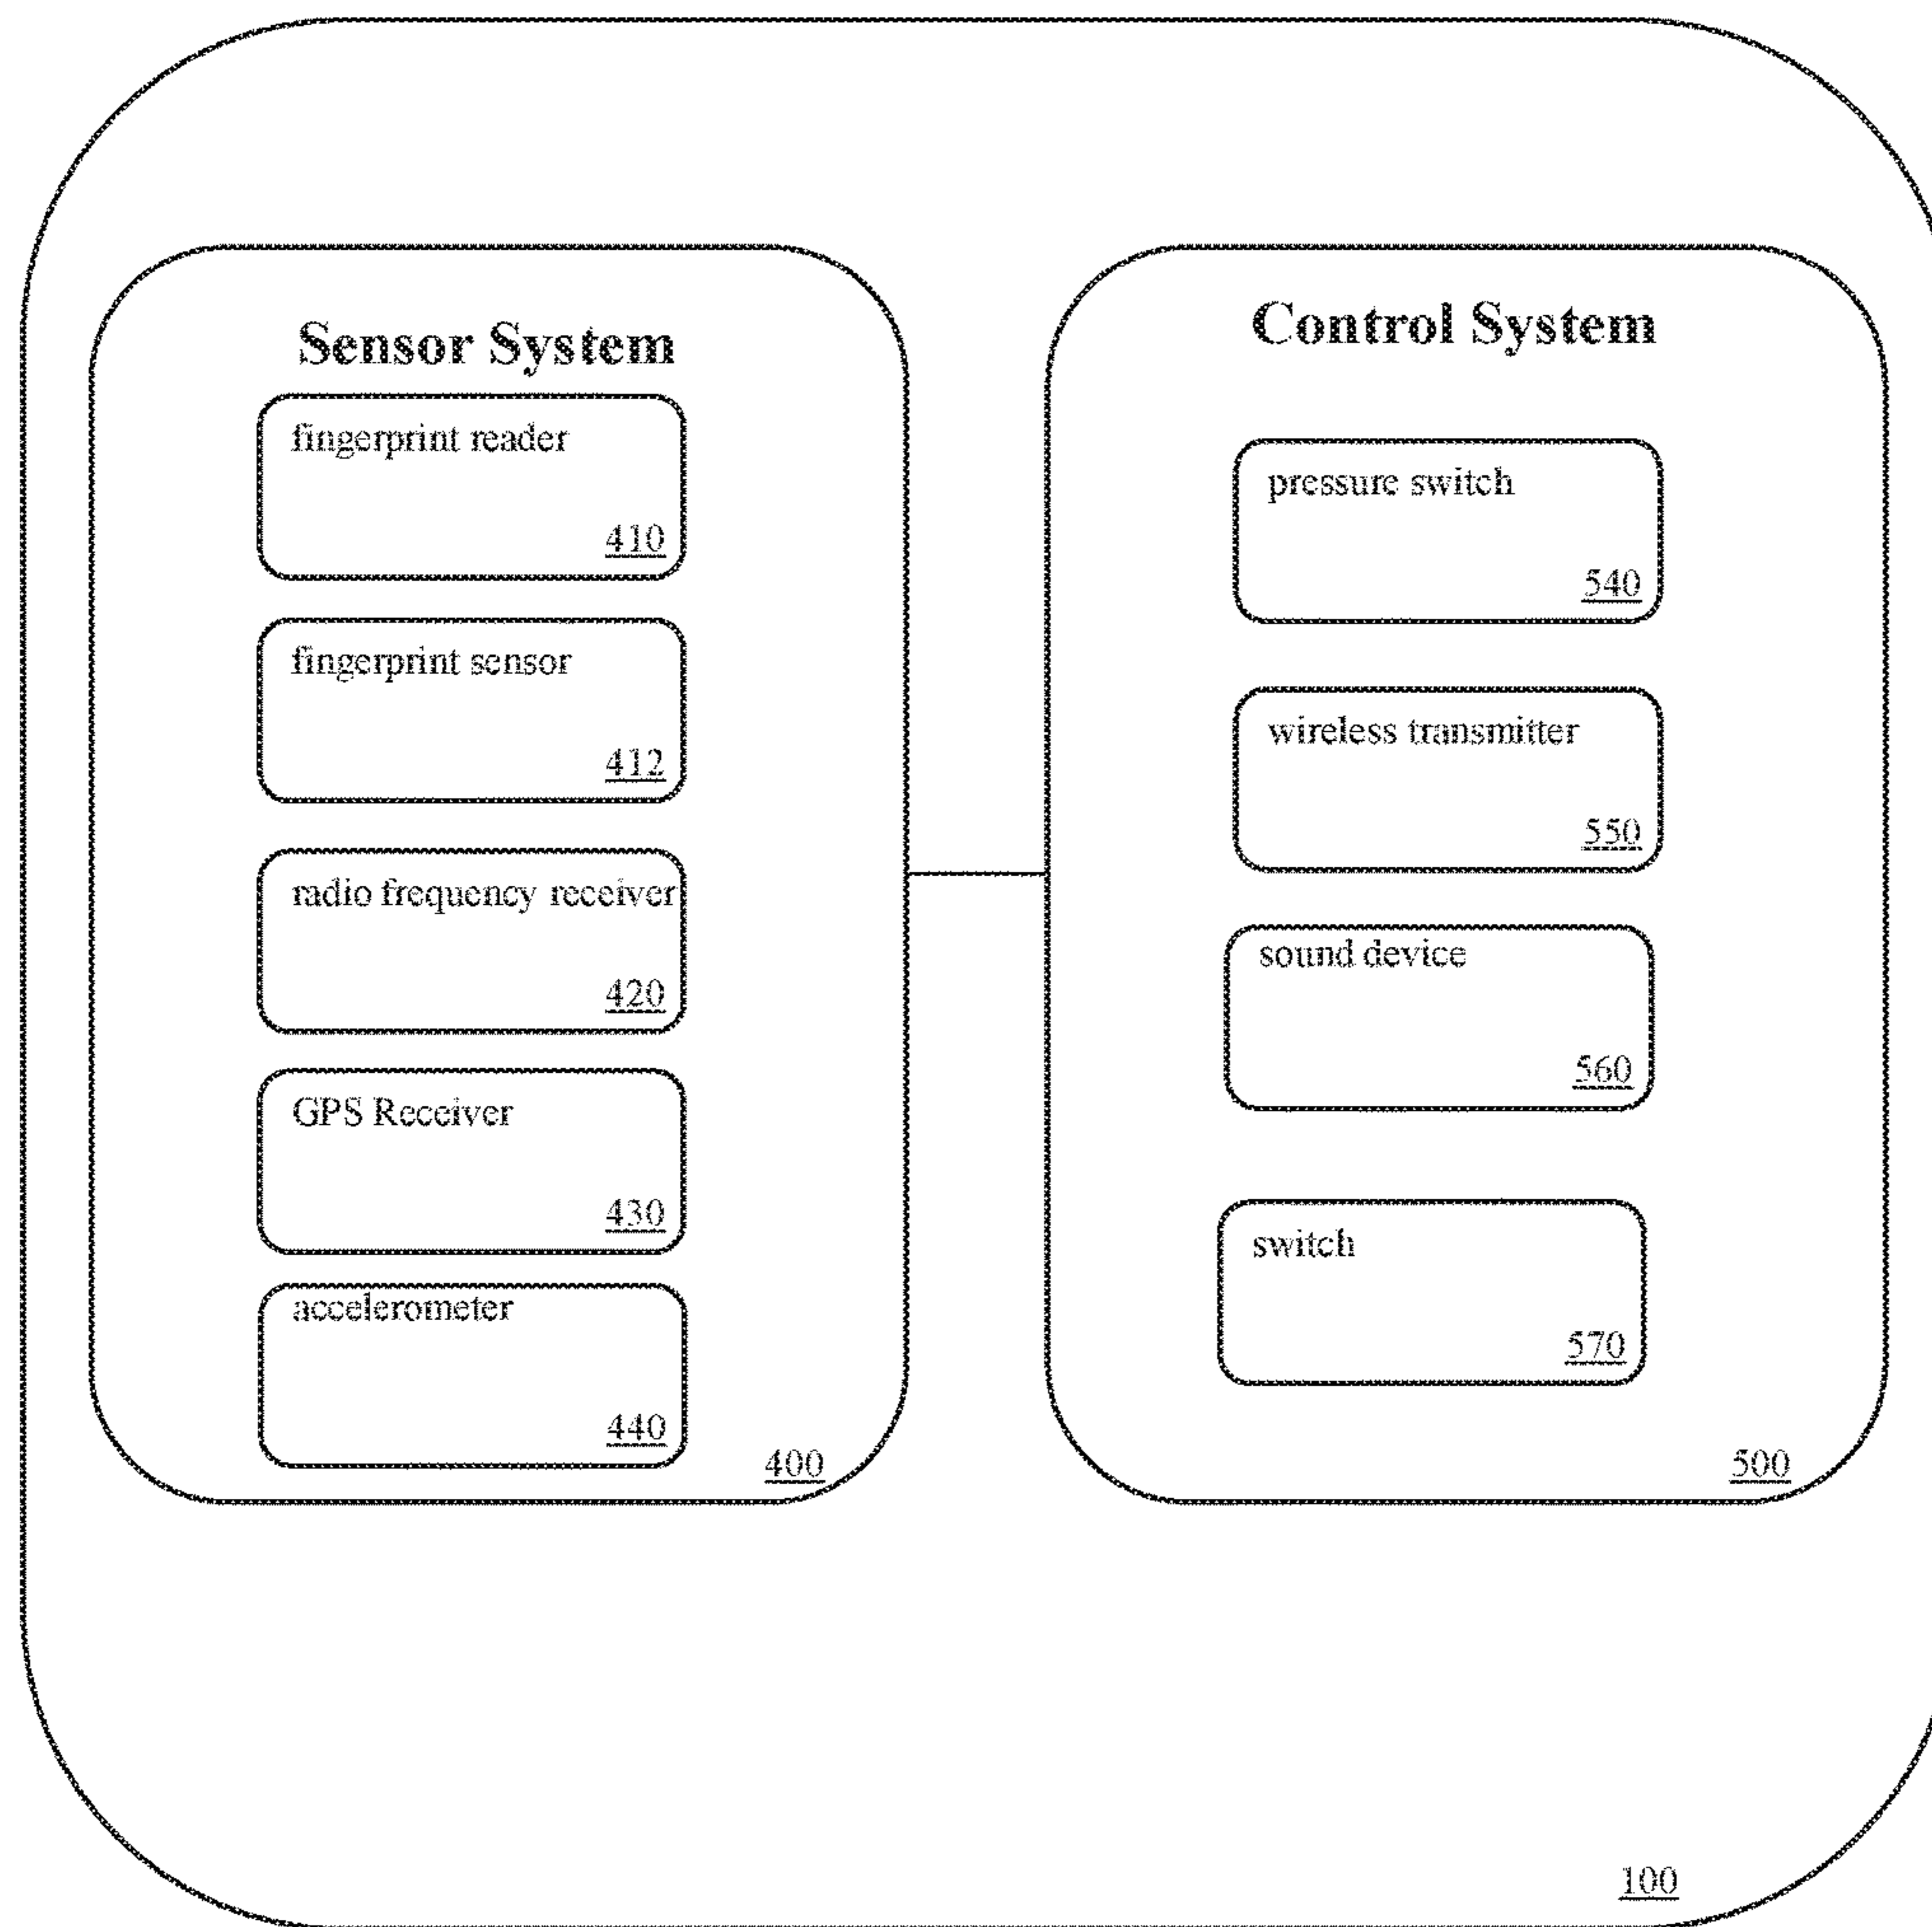 Sensor System
fingerprint reader
410
fingerprint sensor
412
radio frequency receiver
420
GPS Receiver
430
accelerometer
440
400
Control System
pressure switch
540
wireless transmitter
550
sound device
560
switch
570
500
100